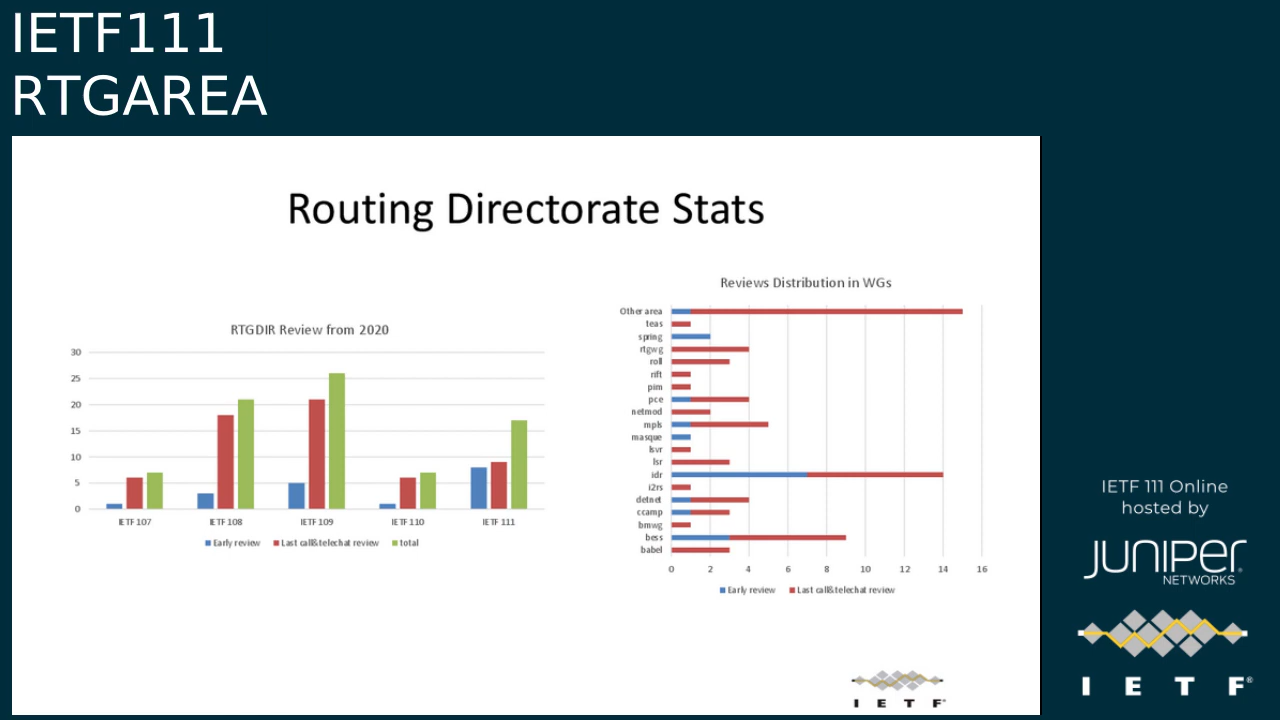 IETF111
RTGAREA
Routing Directorate Stats
RTGDIR Review from 2020
30
25
20
15
10
5
0
IETF 107 IETF 108 IETF 109 IETF 110 IETF 111
Early review Last call&telechat review total
Reviews Distribution in WGs
Other area
teas
spring
rtgwg
roll
rift
pim
pce
netmod
mpls
masque
lsvr
lsr
idr
i2rs
detnet
ccamp
bmwg
bess
babel
0 2 4 6 8 10 12 14 16
Early review Last call&telechat review
I E T F®
IETF 111 Online
hosted by
JUNIPER
NETWORKS
I E T F®